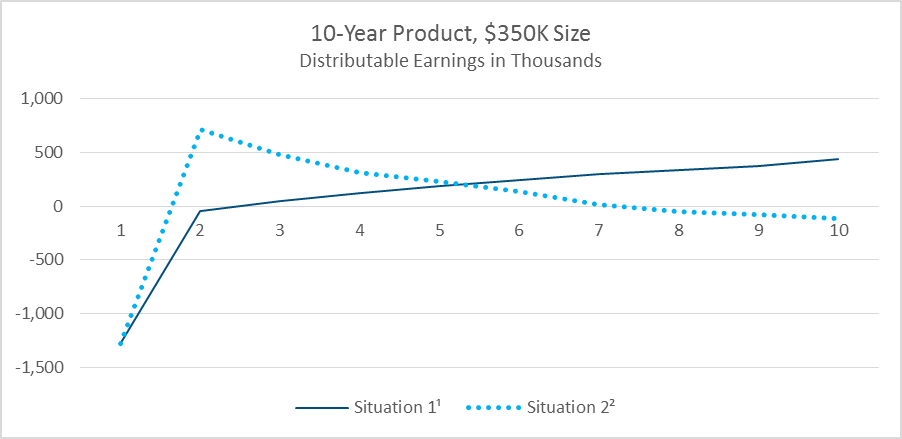 10-Year Product, $350K Size
Distributable Earnings in Thousands
1,000
500
0
1 2 3 4 5 6 7 8 9 10
-500
-1,000
-1,500
Situation 1¹ Situation 2²